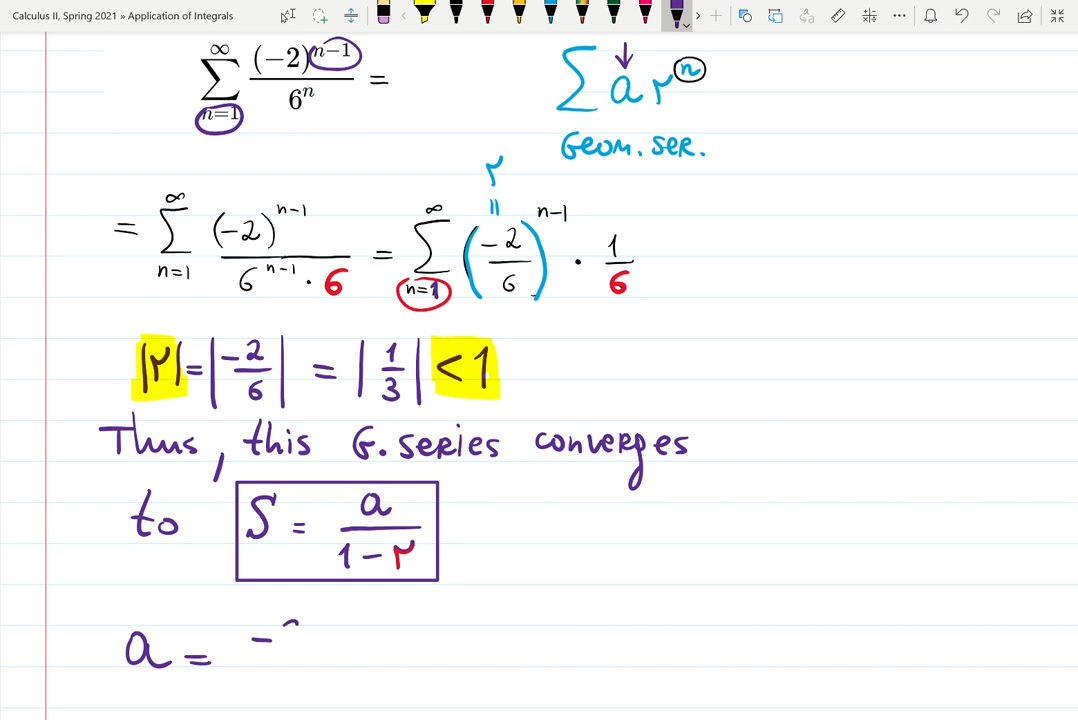 Calculus II, Spring 2021 » Application of Integrals
∞ ∑ n=1 (−2)^{n−1} / 6^n =
∑ a r^n
Geom. ser.
r
=
= ∞ ∑ n=1 (−2)^{n−1} / 6^{n−1} · 6 = ∞ ∑ n=1 (−2/6)^{n−1} · 1/6
|r| = |−2/6| = |1/3| < 1
Thus, this G. series converges
to S = a / 1 − r
a = −